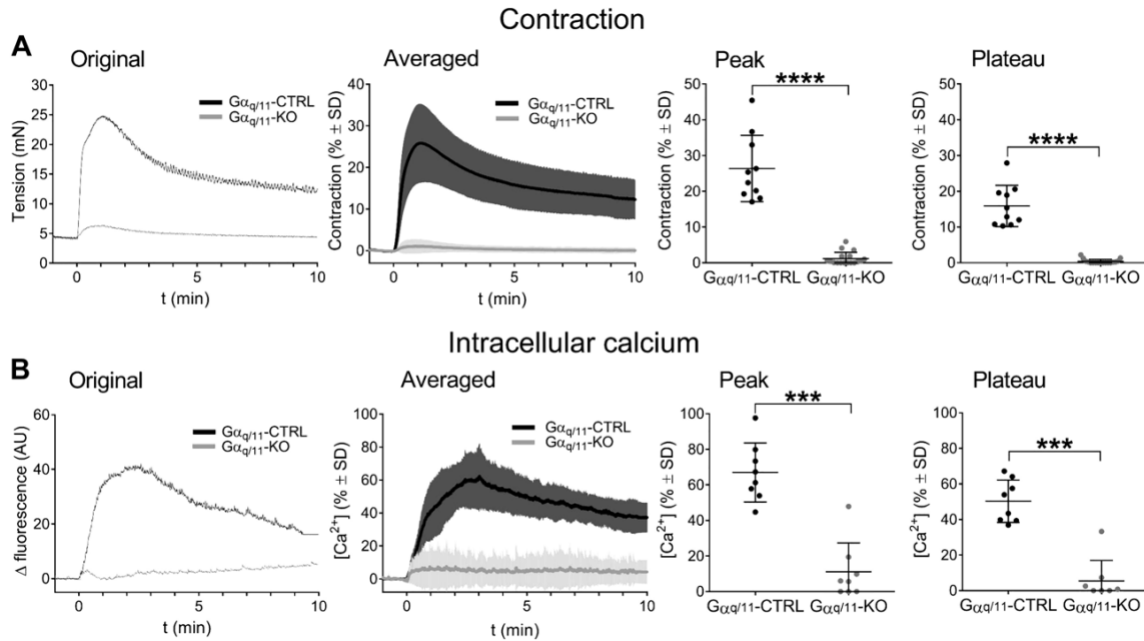 Contraction
A
Original
Averaged
Peak
Plateau
Tension (mN)
30
25
20
15
10
5
0
0
5
10
t (min)
Gαq/11-CTRL
Gαq/11-KO
Contraction (% ± SD)
40
30
20
10
0
0
5
10
t (min)
Gαq/11-CTRL
Gαq/11-KO
Contraction (% ± SD)
50
40
30
20
10
0
****
Gαq/11-CTRL
Gαq/11-KO
Contraction (% ± SD)
50
40
30
20
10
0
****
Gαq/11-CTRL
Gαq/11-KO
Intracellular calcium
B
Original
Averaged
Peak
Plateau
Δ fluorescence (AU)
60
40
20
0
0
5
10
t (min)
Gαq/11-CTRL
Gαq/11-KO
[Ca²⁺] (% ± SD)
100
80
60
40
20
0
0
5
10
t (min)
Gαq/11-CTRL
Gαq/11-KO
[Ca²⁺] (% ± SD)
100
80
60
40
20
0
***
Gαq/11-CTRL
Gαq/11-KO
[Ca²⁺] (% ± SD)
100
80
60
40
20
0
***
Gαq/11-CTRL
Gαq/11-KO